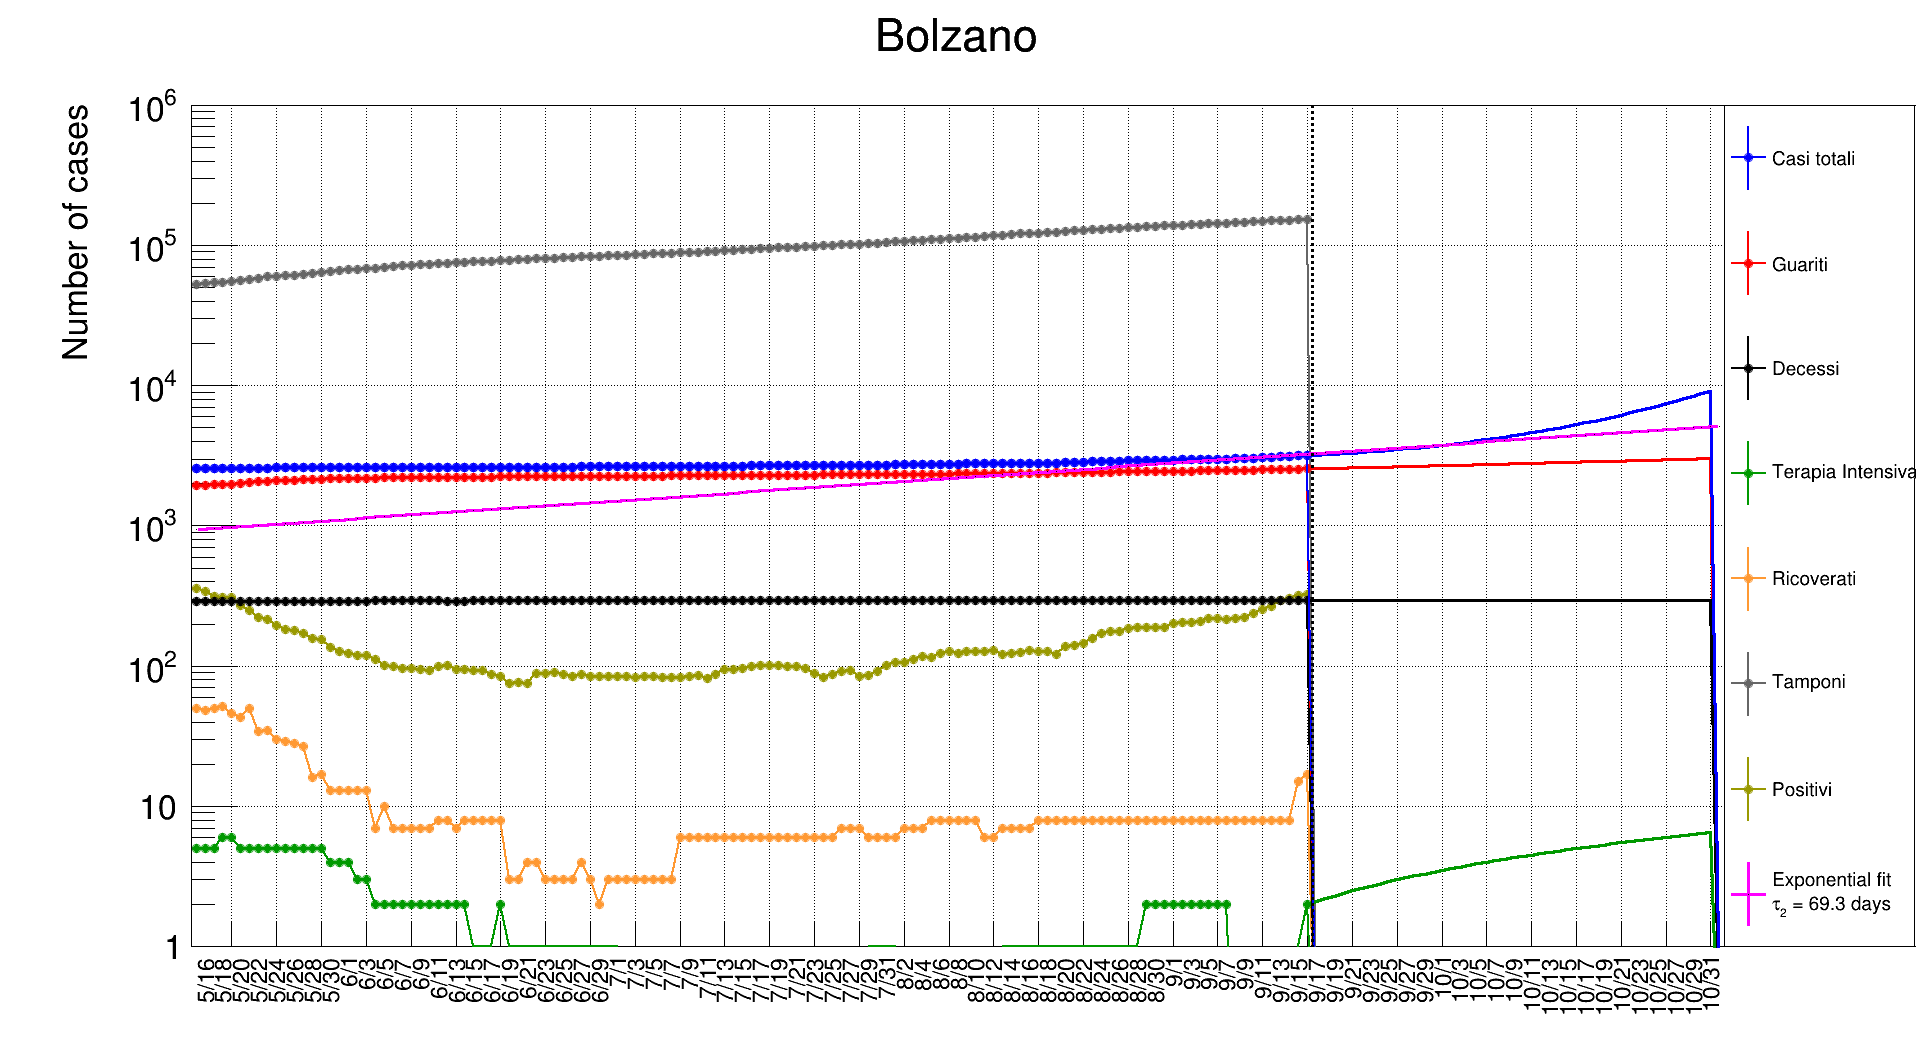 Bolzano
Number of cases
10^6
10^5
10^4
10^3
10^2
10
1
5/16 5/18 5/20 5/22 5/24 5/26 5/28 5/30 6/1 6/3 6/5 6/7 6/9 6/11 6/13 6/15 6/17 6/19 6/21 6/23 6/25 6/27 6/29 7/1 7/3 7/5 7/7 7/9 7/11 7/13 7/15 7/17 7/19 7/21 7/23 7/25 7/27 7/29 7/31 8/2 8/4 8/6 8/8 8/10 8/12 8/14 8/16 8/18 8/20 8/22 8/24 8/26 8/28 8/30 9/1 9/3 9/5 9/7 9/9 9/11 9/13 9/15 9/17 9/19 9/21 9/23 9/25 9/27 9/29 10/1 10/3 10/5 10/7 10/9 10/11 10/13 10/15 10/17 10/19 10/21 10/23 10/25 10/27 10/29 10/31
Casi totali
Guariti
Decessi
Terapia Intensiva
Ricoverati
Tamponi
Positivi
Exponential fit
τ₂ = 69.3 days